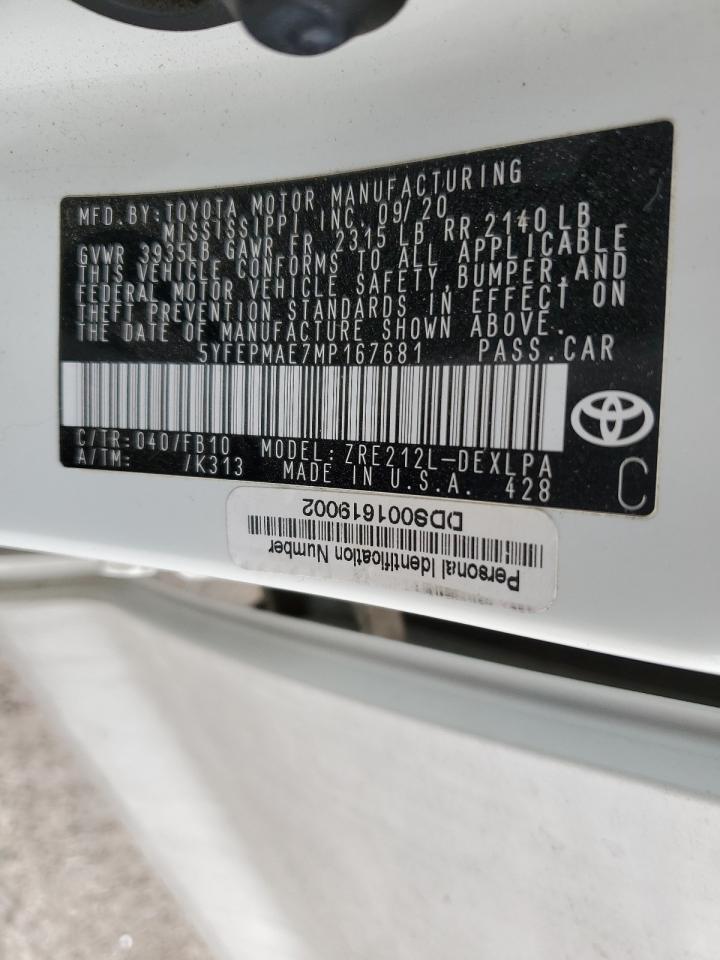 MFD.BY:TOYOTA MOTOR MANUFACTURING
MISSISSIPPI INC. 09/20
GVWR 3935LB GAWR FR 2315 LB RR 2140 LB
THIS VEHICLE CONFORMS TO ALL APPLICABLE
FEDERAL MOTOR VEHICLE SAFETY, BUMPER, AND
THEFT PREVENTION STANDARDS IN EFFECT ON
THE DATE OF MANUFACTURE SHOWN ABOVE.
5YFEPMAE7MP167681 PASS.CAR
C/TR:040/FB10 MODEL:ZRE212L-DEXLPA
A/TM: /K313 MADE IN U.S.A. 428
C
Personal Identification Number
DDS001619002